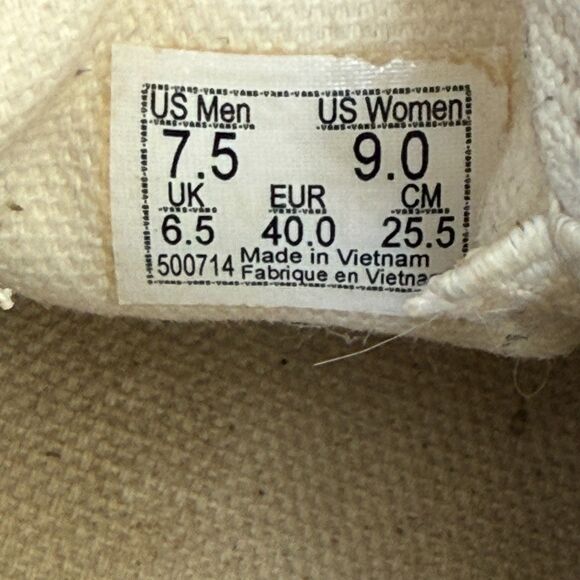 US Men US Women
7.5 9.0
UK EUR CM
6.5 40.0 25.5
500714 Made in Vietnam
Fabrique en